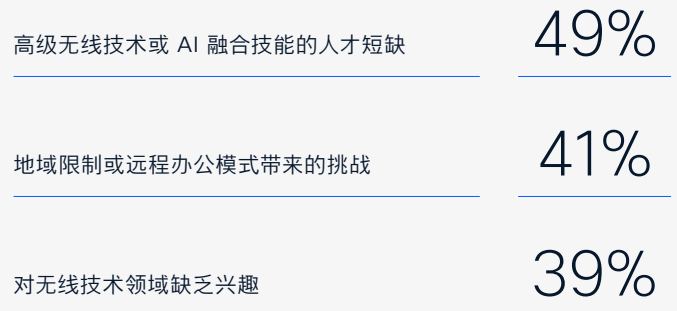 高级无线技术或 AI 融合技能的人才短缺 49%
地域限制或远程办公模式带来的挑战 41%
对无线技术领域缺乏兴趣 39%